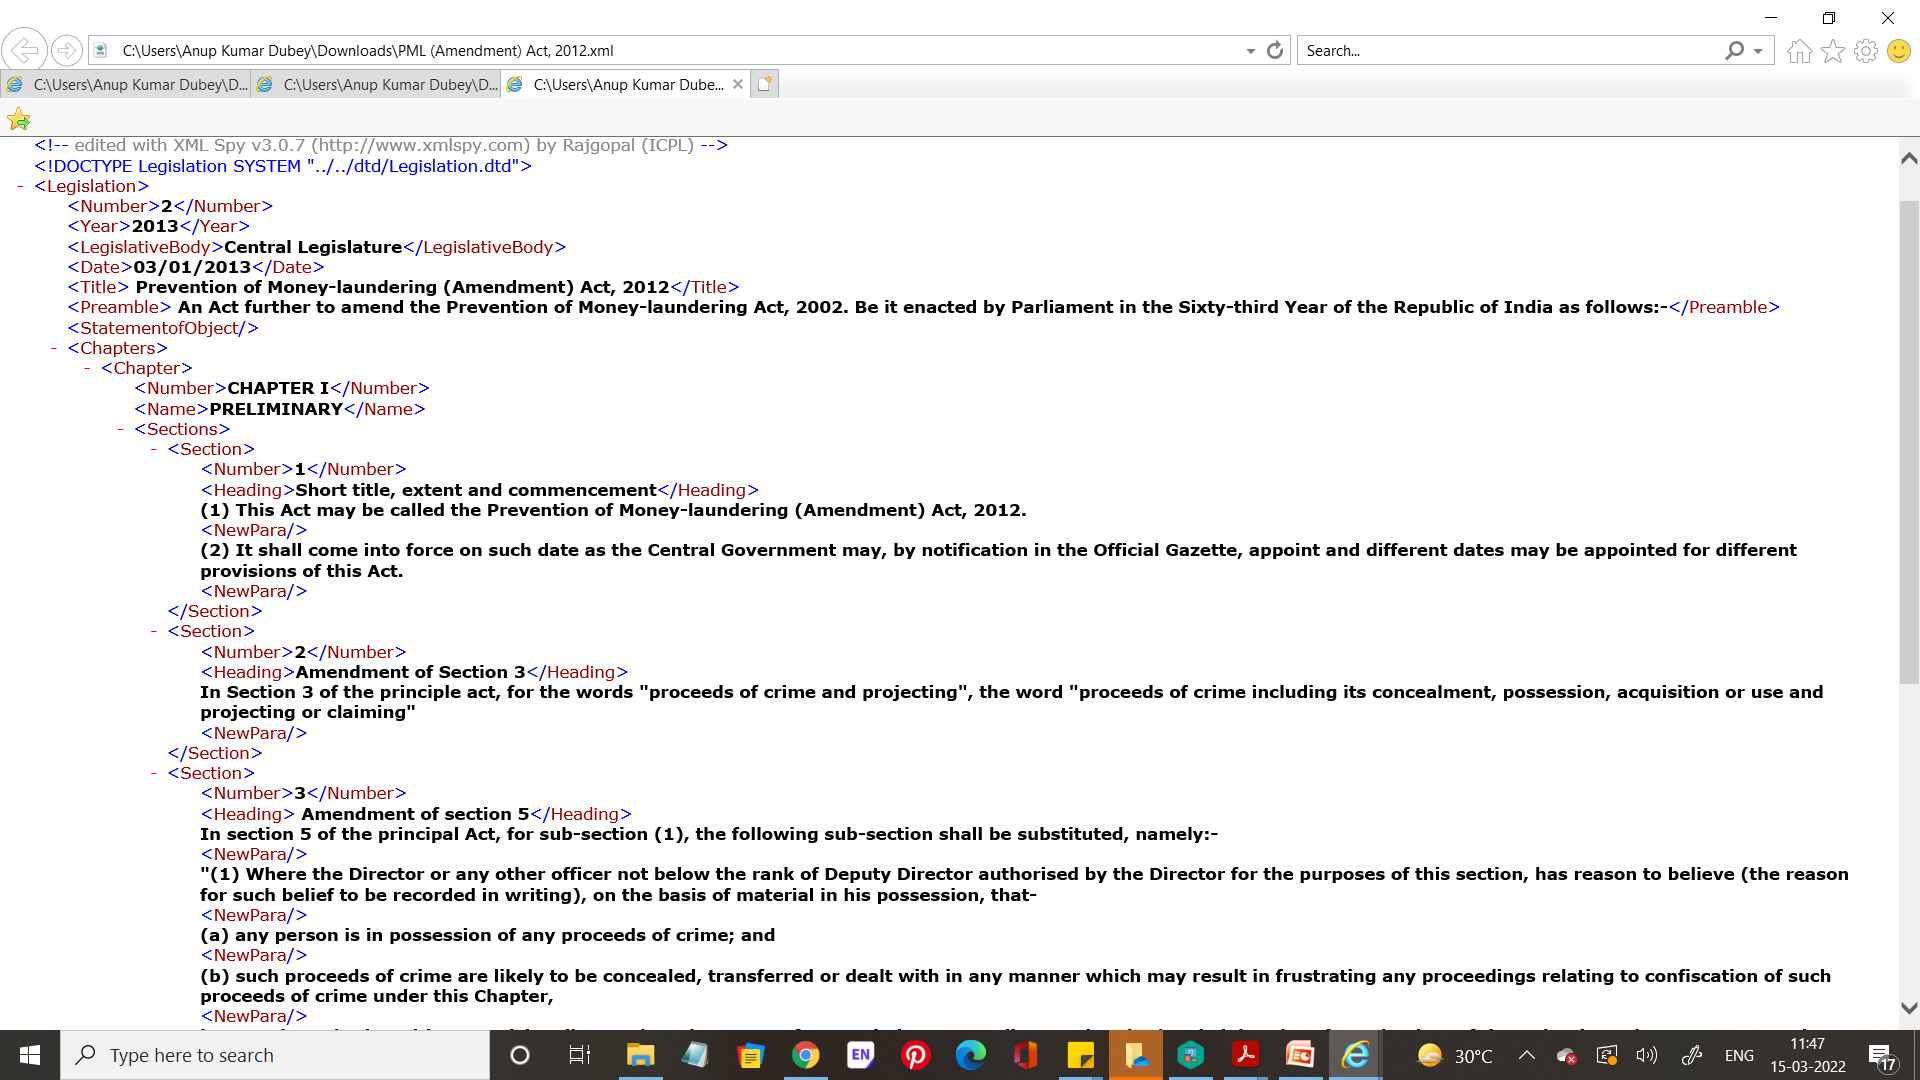 C:\Users\Anup Kumar Dubey\Downloads\PML (Amendment) Act, 2012.xml
Search...
C:\Users\Anup Kumar Dubey\D...
C:\Users\Anup Kumar Dubey\D...
C:\Users\Anup Kumar Dube...
<!-- edited with XML Spy v3.0.7 (http://www.xmlspy.com) by Rajgopal (ICPL) -->
<!DOCTYPE Legislation SYSTEM "../../dtd/Legislation.dtd">
- <Legislation>
<Number>2</Number>
<Year>2013</Year>
<LegislativeBody>Central Legislature</LegislativeBody>
<Date>03/01/2013</Date>
<Title> Prevention of Money-laundering (Amendment) Act, 2012</Title>
<Preamble> An Act further to amend the Prevention of Money-laundering Act, 2002. Be it enacted by Parliament in the Sixty-third Year of the Republic of India as follows:-</Preamble>
<StatementofObject/>
- <Chapters>
- <Chapter>
<Number>CHAPTER I</Number>
<Name>PRELIMINARY</Name>
- <Sections>
- <Section>
<Number>1</Number>
<Heading>Short title, extent and commencement</Heading>
(1) This Act may be called the Prevention of Money-laundering (Amendment) Act, 2012.
<NewPara/>
(2) It shall come into force on such date as the Central Government may, by notification in the Official Gazette, appoint and different dates may be appointed for different
provisions of this Act.
<NewPara/>
</Section>
- <Section>
<Number>2</Number>
<Heading>Amendment of Section 3</Heading>
In Section 3 of the principle act, for the words "proceeds of crime and projecting", the word "proceeds of crime including its concealment, possession, acquisition or use and
projecting or claiming"
<NewPara/>
</Section>
- <Section>
<Number>3</Number>
<Heading> Amendment of section 5</Heading>
In section 5 of the principal Act, for sub-section (1), the following sub-section shall be substituted, namely:-
<NewPara/>
"(1) Where the Director or any other officer not below the rank of Deputy Director authorised by the Director for the purposes of this section, has reason to believe (the reason
for such belief to be recorded in writing), on the basis of material in his possession, that-
<NewPara/>
(a) any person is in possession of any proceeds of crime; and
<NewPara/>
(b) such proceeds of crime are likely to be concealed, transferred or dealt with in any manner which may result in frustrating any proceedings relating to confiscation of such
proceeds of crime under this Chapter,
<NewPara/>
Type here to search
EN
30°C
ENG
11:47
15-03-2022
17